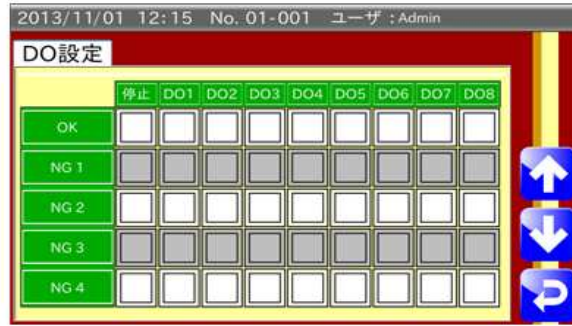 2013/11/01 12:15 No. 01-001 ユーザ : Admin
DO設定
停止 DO1 DO2 DO3 DO4 DO5 DO6 DO7 DO8
OK
NG 1
NG 2
NG 3
NG 4